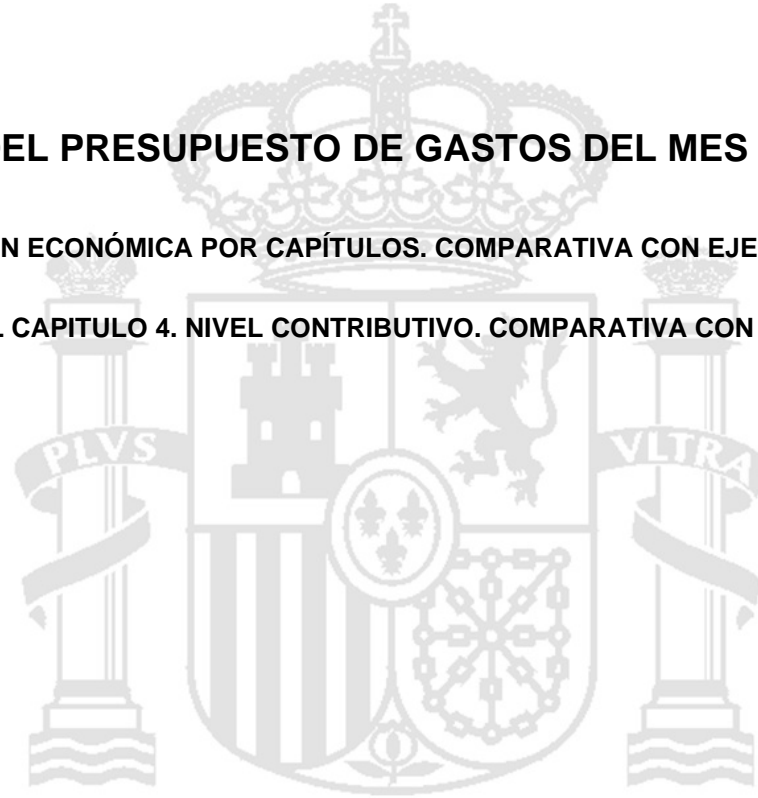 DEL PRESUPUESTO DE GASTOS DEL MES
N ECONÓMICA POR CAPÍTULOS. COMPARATIVA CON EJE
L CAPITULO 4. NIVEL CONTRIBUTIVO. COMPARATIVA CON
PLVS VLTRA